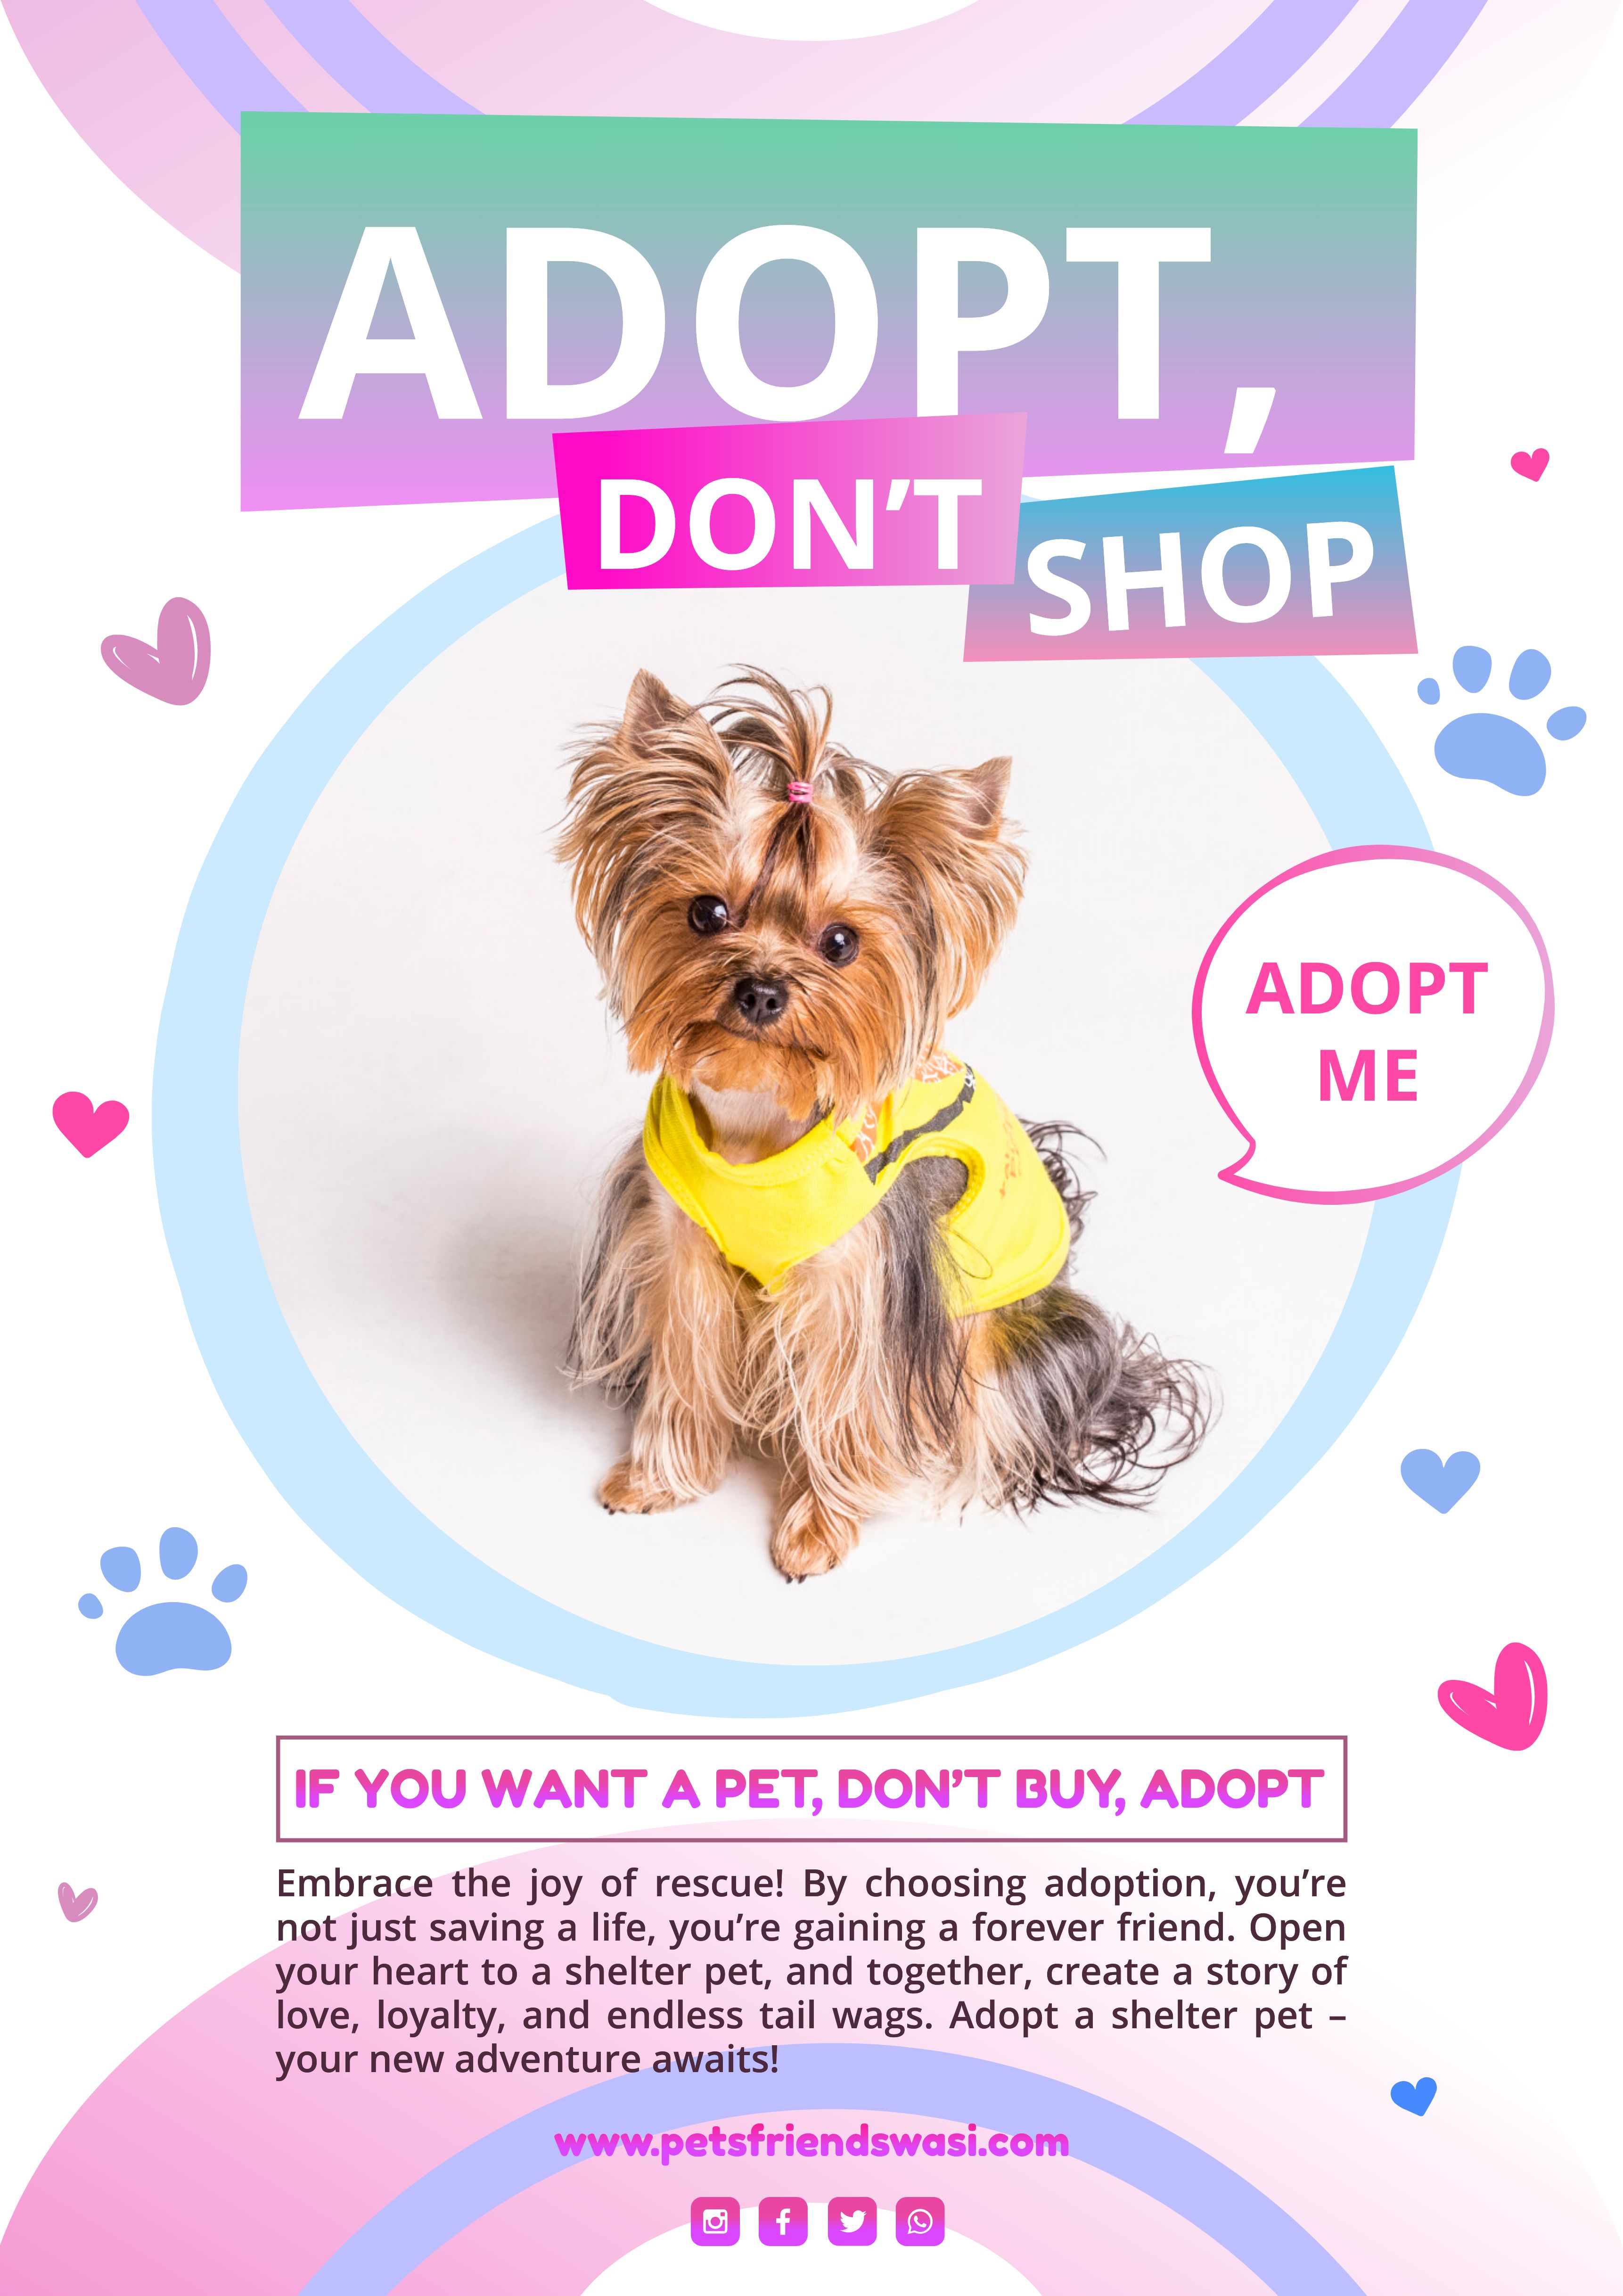 ADOPT,
DON’T
SHOP
ADOPT
ME
IF YOU WANT A PET, DON’T BUY, ADOPT
Embrace the joy of rescue! By choosing adoption, you’re
not just saving a life, you’re gaining a forever friend. Open
your heart to a shelter pet, and together, create a story of
love, loyalty, and endless tail wags. Adopt a shelter pet –
your new adventure awaits!
www.petsfriendswasi.com